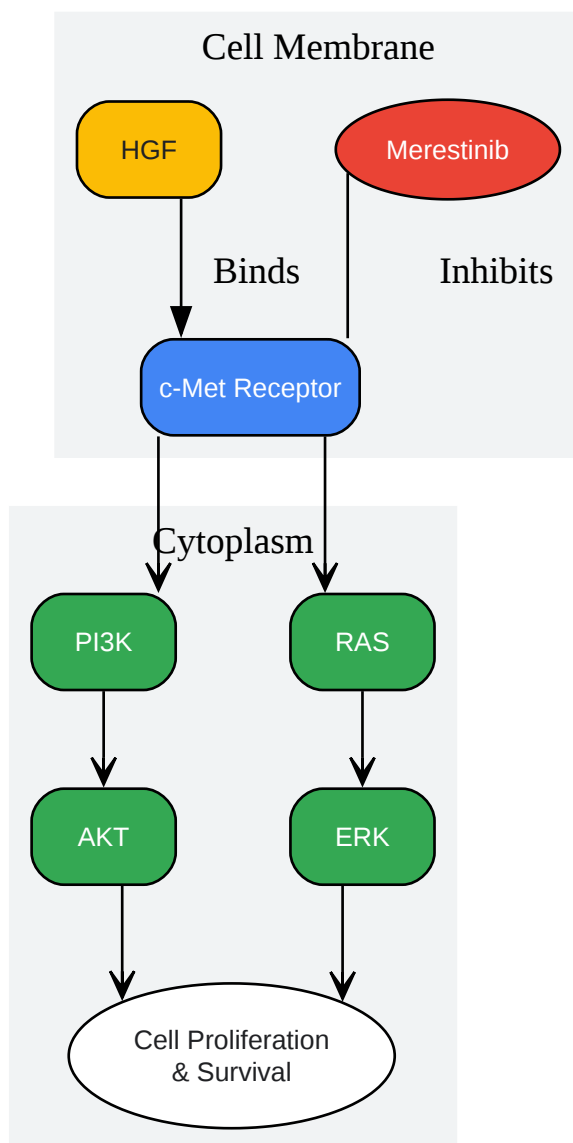 Cell Membrane
HGF
Merestinib
Binds
Inhibits
c-Met Receptor
Cytoplasm
PI3K
RAS
AKT
ERK
Cell Proliferation
& Survival